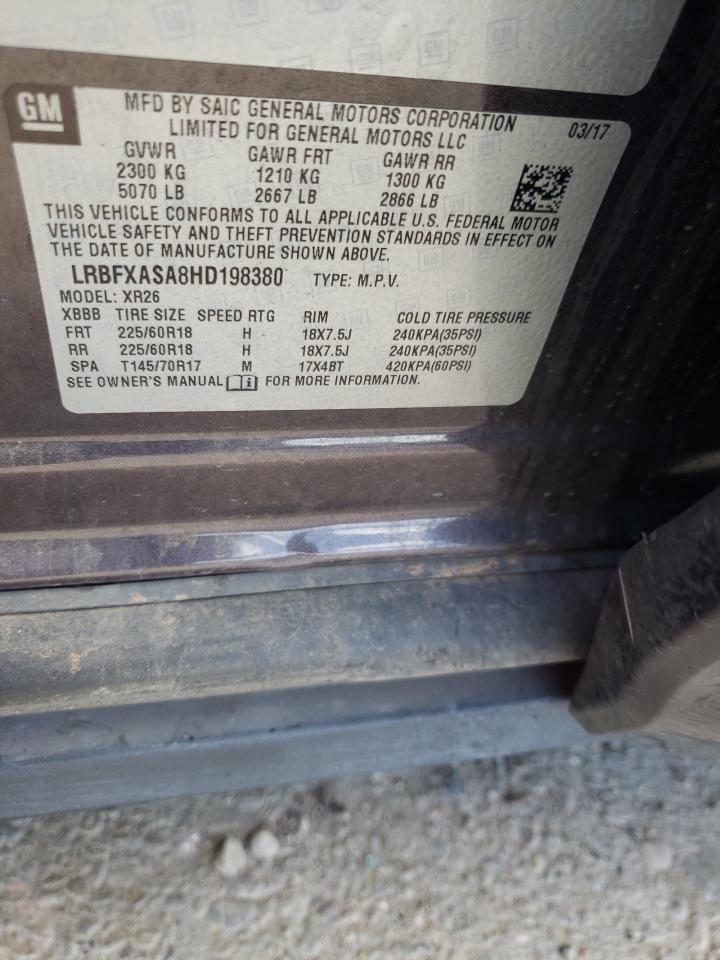 GM
MFD BY SAIC GENERAL MOTORS CORPORATION
LIMITED FOR GENERAL MOTORS LLC
03/17
GVWR GAWR FRT GAWR RR
2300 KG 1210 KG 1300 KG
5070 LB 2667 LB 2866 LB
THIS VEHICLE CONFORMS TO ALL APPLICABLE U.S. FEDERAL MOTOR
VEHICLE SAFETY AND THEFT PREVENTION STANDARDS IN EFFECT ON
THE DATE OF MANUFACTURE SHOWN ABOVE.
LRBFXASA8HD198380 TYPE: M.P.V.
MODEL: XR26
XBBB TIRE SIZE SPEED RTG RIM COLD TIRE PRESSURE
FRT 225/60R18 H 18X7.5J 240KPA(35PSI)
RR 225/60R18 H 18X7.5J 240KPA(35PSI)
SPA T145/70R17 M 17X4BT 420KPA(60PSI)
SEE OWNER'S MANUAL FOR MORE INFORMATION.